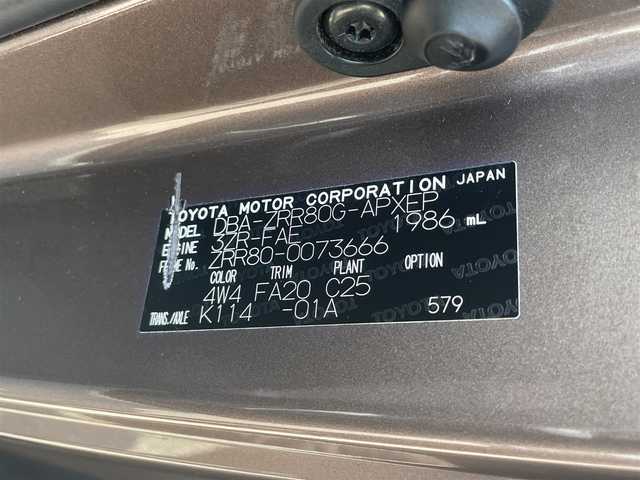 TOYOTA MOTOR CORPORATION JAPAN
MODEL DBA-ZRR80G-APXEP
ENGINE 3ZR-FAE 1986 mL
FRAME No. ZRR80-0073666
COLOR TRIM PLANT OPTION
4W4 FA20 C25
TRANS./AXLE K114 -01A 579